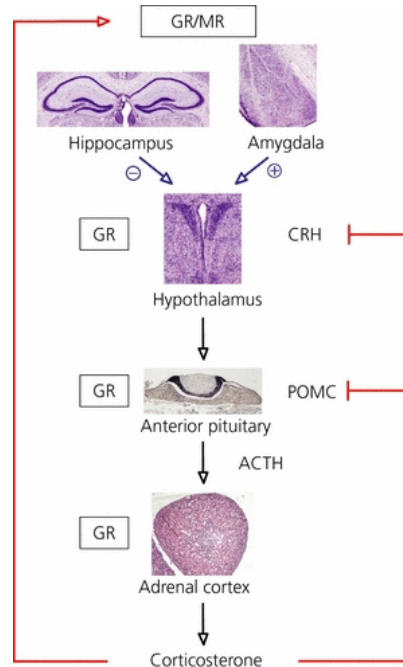 GR/MR
Hippocampus
Amygdala
⊖
⊕
GR
CRH
Hypothalamus
GR
POMC
Anterior pituitary
ACTH
GR
Adrenal cortex
Corticosterone